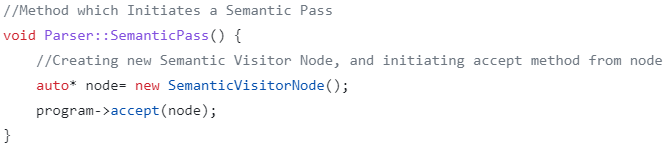 //Method which Initiates a Semantic Pass
void Parser::SemanticPass() {
    //Creating new Semantic Visitor Node, and initiating accept method from node
    auto* node= new SemanticVisitorNode();
    program->accept(node);
}